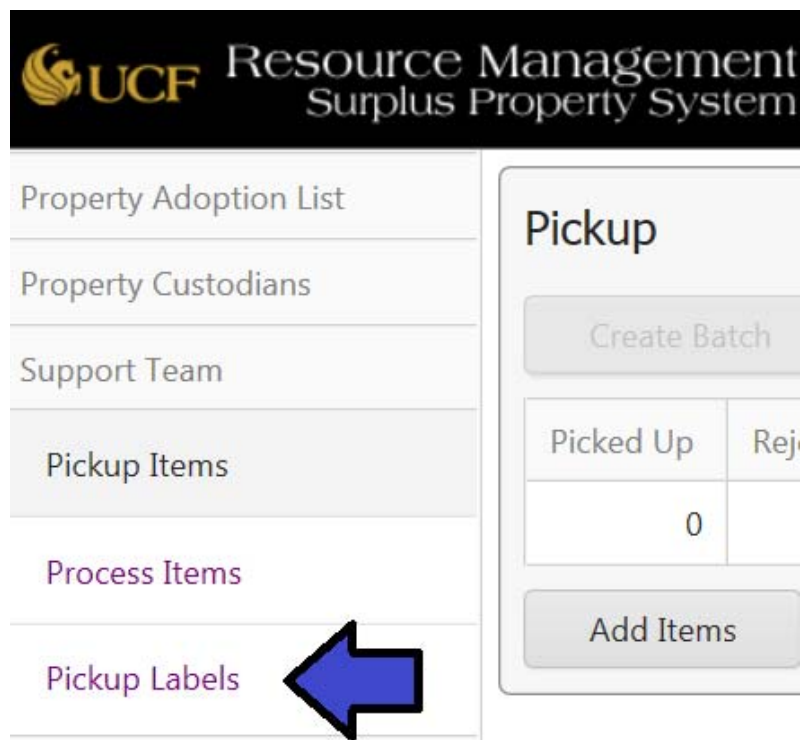 UCF Resource Management
Surplus Property System
Property Adoption List
Property Custodians
Support Team
Pickup Items
Process Items
Pickup Labels
Pickup
Create Batch
Picked Up
0
Add Items